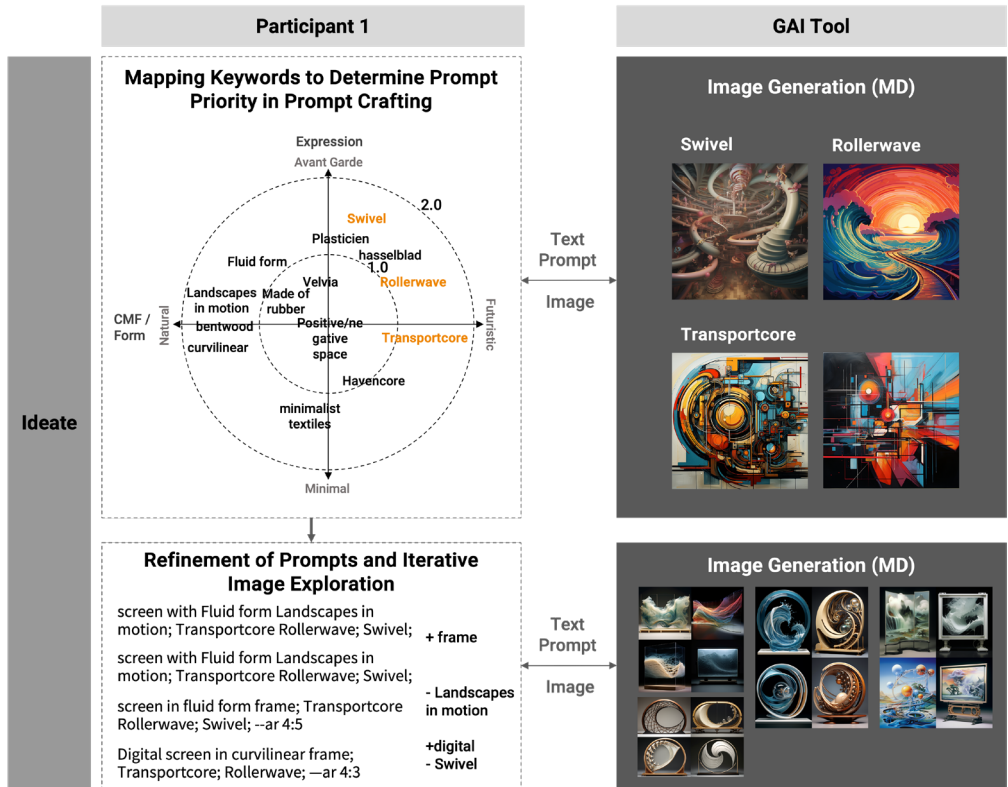 Participant 1
GAI Tool
Ideate
Mapping Keywords to Determine Prompt
Priority in Prompt Crafting
Expression
Avant Garde
2.0
Swivel
Plasticien
hasselblad
Fluid form
1.0
Velvia
Rollerwave
Landscapes
in motion
Made of
rubber
CMF /
Form
Natural
bentwood
Positive/ne
gative
space
Transportcore
Futuristic
curvilinear
Havencore
minimalist
textiles
Minimal
Text
Prompt
Image
Image Generation (MD)
Swivel
Rollerwave
Transportcore
Refinement of Prompts and Iterative
Image Exploration
screen with Fluid form Landscapes in
motion; Transportcore Rollerwave; Swivel;
+ frame
screen with Fluid form Landscapes in
motion; Transportcore Rollerwave; Swivel;
- Landscapes
in motion
screen in fluid form frame; Transportcore
Rollerwave; Swivel; --ar 4:5
+digital
- Swivel
Digital screen in curvilinear frame;
Transportcore; Rollerwave; —ar 4:3
Text
Prompt
Image
Image Generation (MD)